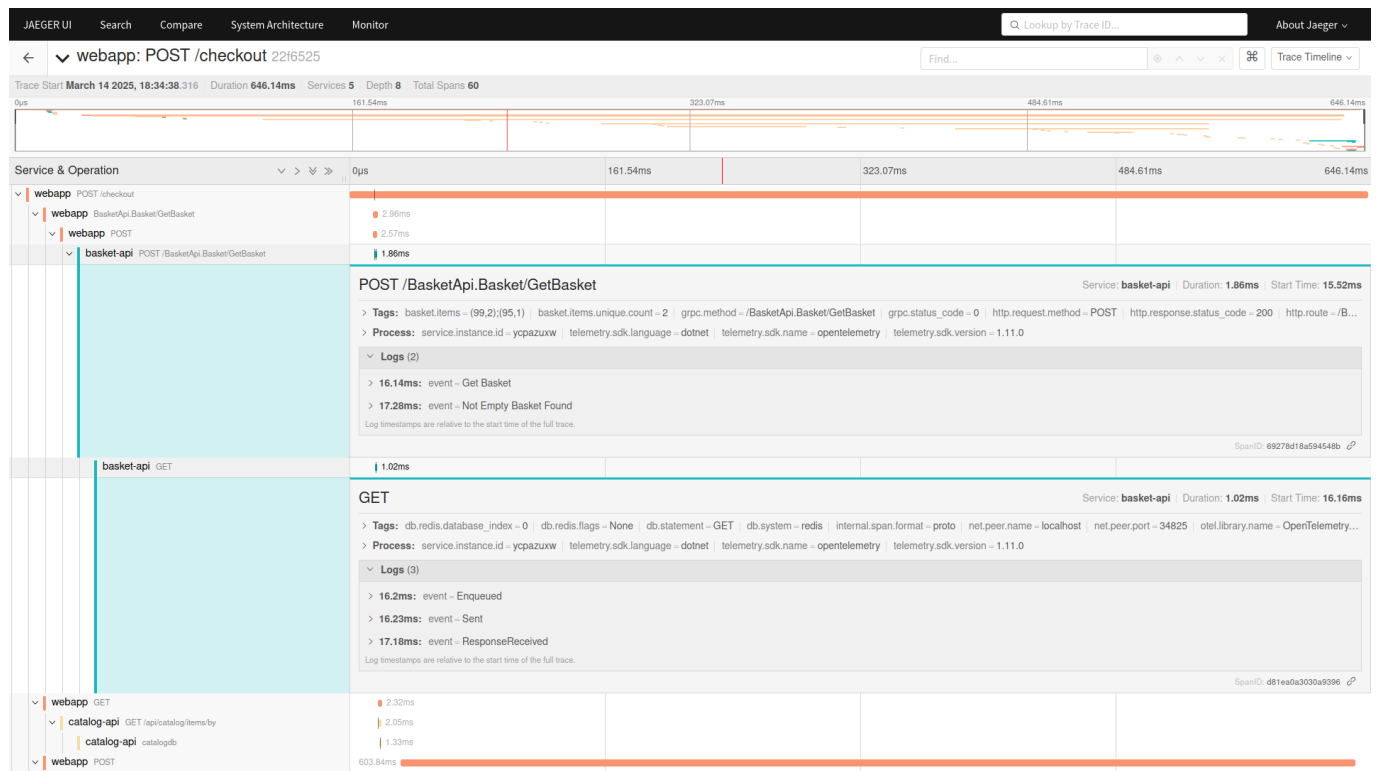 JAEGER UI Search Compare System Architecture Monitor Lookup by Trace ID... About Jaeger
webapp: POST /checkout 22f6525 Find... ⌘ Trace Timeline
Trace Start March 14 2025, 18:34:38.316 Duration 646.14ms Services 5 Depth 8 Total Spans 60
0µs 161.54ms 323.07ms 484.61ms 646.14ms
Service & Operation 0µs 161.54ms 323.07ms 484.61ms 646.14ms
webapp POST /checkout
webapp BasketApi.Basket/GetBasket 2.96ms
webapp POST 2.57ms
basket-api POST /BasketApi.Basket/GetBasket 1.86ms
POST /BasketApi.Basket/GetBasket Service: basket-api Duration: 1.86ms Start Time: 15.52ms
Tags: basket.items = (99,2);(95,1) basket.items.unique.count = 2 grpc.method = /BasketApi.Basket/GetBasket grpc.status_code = 0 http.request.method = POST http.response.status_code = 200 http.route = /B...
Process: service.instance.id = ycpazuxw telemetry.sdk.language = dotnet telemetry.sdk.name = opentelemetry telemetry.sdk.version = 1.11.0
Logs (2)
16.14ms: event = Get Basket
17.28ms: event = Not Empty Basket Found
Log timestamps are relative to the start time of the full trace.
SpanID: 69278d18a594548b
basket-api GET 1.02ms
GET Service: basket-api Duration: 1.02ms Start Time: 16.16ms
Tags: db.redis.database_index = 0 db.redis.flags = None db.statement = GET db.system = redis internal.span.format = proto net.peer.name = localhost net.peer.port = 34825 otel.library.name = OpenTelemetry...
Process: service.instance.id = ycpazuxw telemetry.sdk.language = dotnet telemetry.sdk.name = opentelemetry telemetry.sdk.version = 1.11.0
Logs (3)
16.2ms: event = Enqueued
16.23ms: event = Sent
17.18ms: event = ResponseReceived
Log timestamps are relative to the start time of the full trace.
SpanID: d81ea0a3030a9396
webapp GET 2.32ms
catalog-api GET /api/catalog/items/by 2.05ms
catalog-api catalogdb 1.33ms
webapp POST 603.84ms